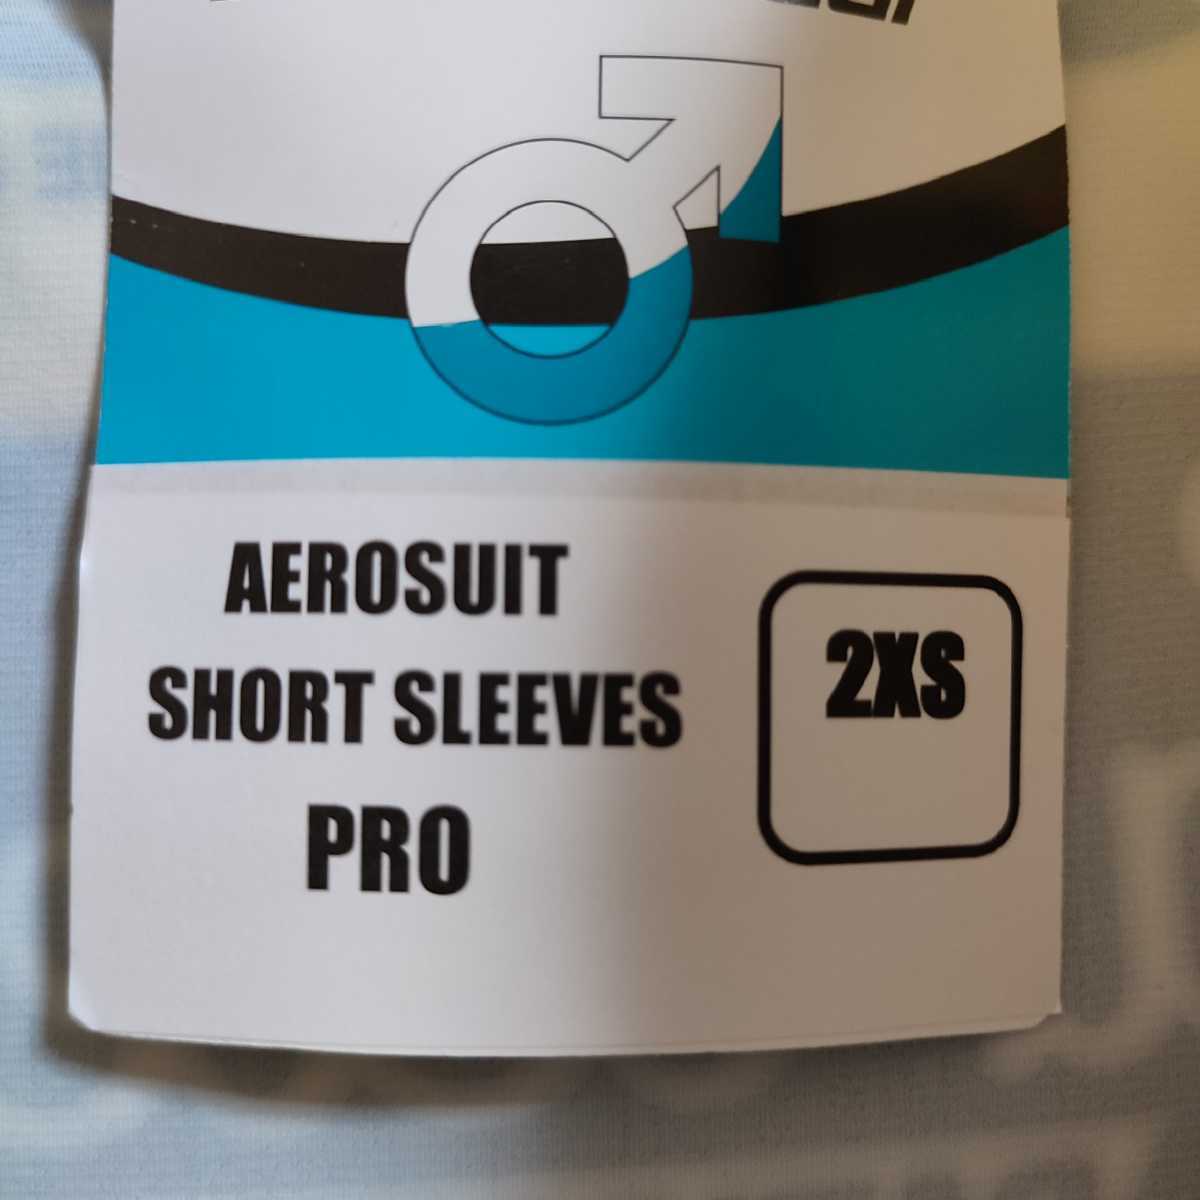 AEROSUIT
SHORT SLEEVES
PRO
2XS